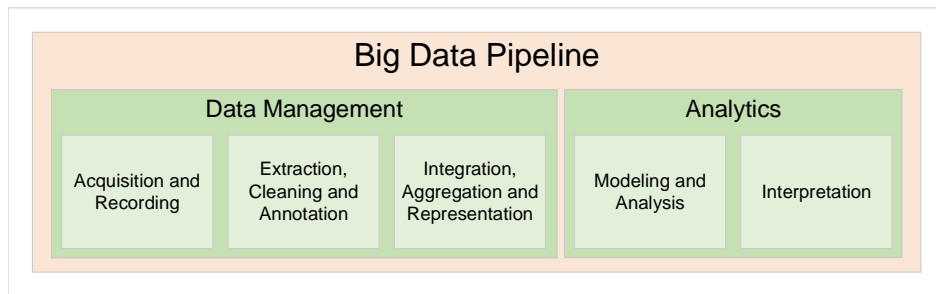 Big Data Pipeline
Data Management
Acquisition and
Recording
Extraction,
Cleaning and
Annotation
Integration,
Aggregation and
Representation
Analytics
Modeling and
Analysis
Interpretation